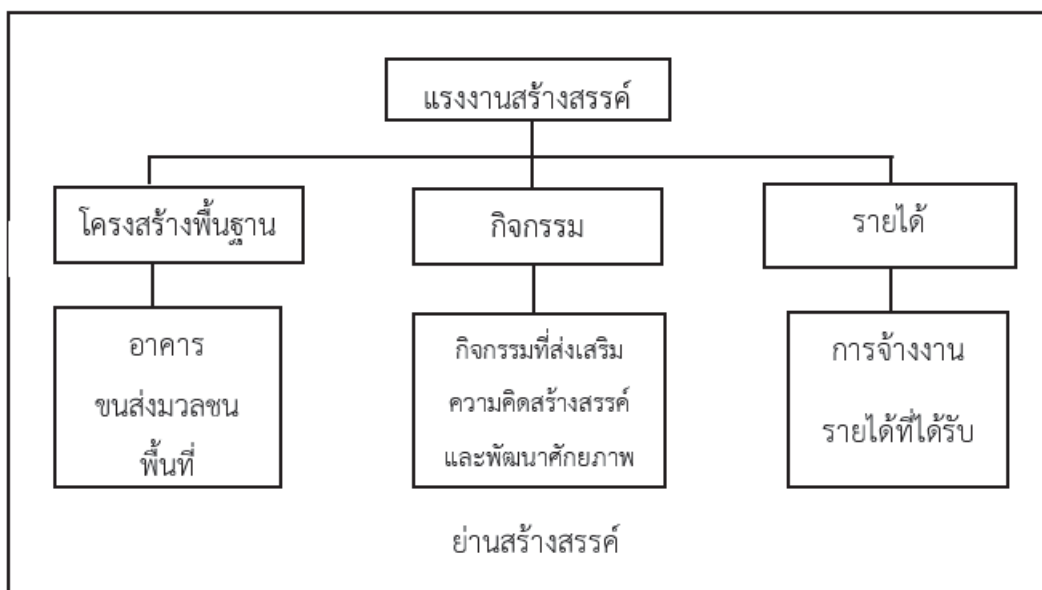 แรงงานสร้างสรรค์
โครงสร้างพื้นฐาน
กิจกรรม
รายได้
อาคาร
ขนส่งมวลชน
พื้นที่
กิจกรรมที่ส่งเสริม
ความคิดสร้างสรรค์
และพัฒนาศักยภาพ
การจ้างงาน
รายได้ที่ได้รับ
ย่านสร้างสรรค์